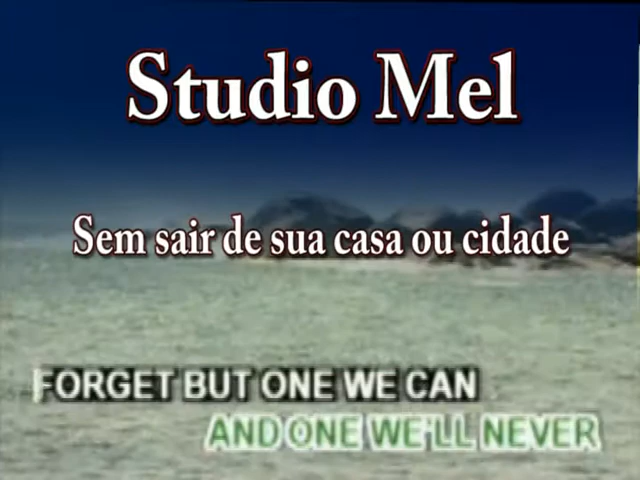 Studio Mel
Sem sair de sua casa ou cidade
FORGET BUT ONE WE CAN
AND ONE WE'LL NEVER